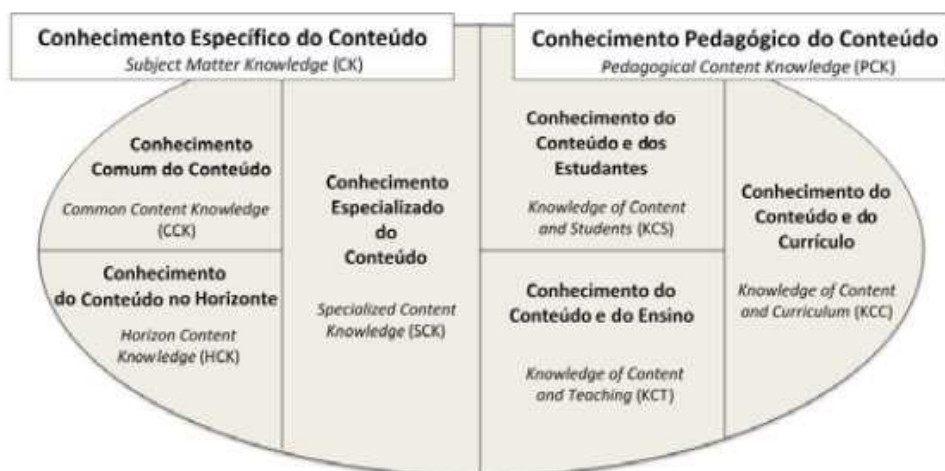 Conhecimento Específico do Conteúdo
Subject Matter Knowledge (CK)
Conhecimento Pedagógico do Conteúdo
Pedagogical Content Knowledge (PCK)
Conhecimento
Comum do Conteúdo
Common Content Knowledge
(CCK)
Conhecimento
do Conteúdo no Horizonte
Horizon Content
Knowledge (HCK)
Conhecimento
Especializado
do
Conteúdo
Specialized Content
Knowledge (SCK)
Conhecimento do
Conteúdo e dos
Estudantes
Knowledge of Content
and Students (KCS)
Conhecimento do
Conteúdo e do Ensino
Knowledge of Content
and Teaching (KCT)
Conhecimento do
Conteúdo e do
Currículo
Knowledge of Content
and Curriculum (KCC)